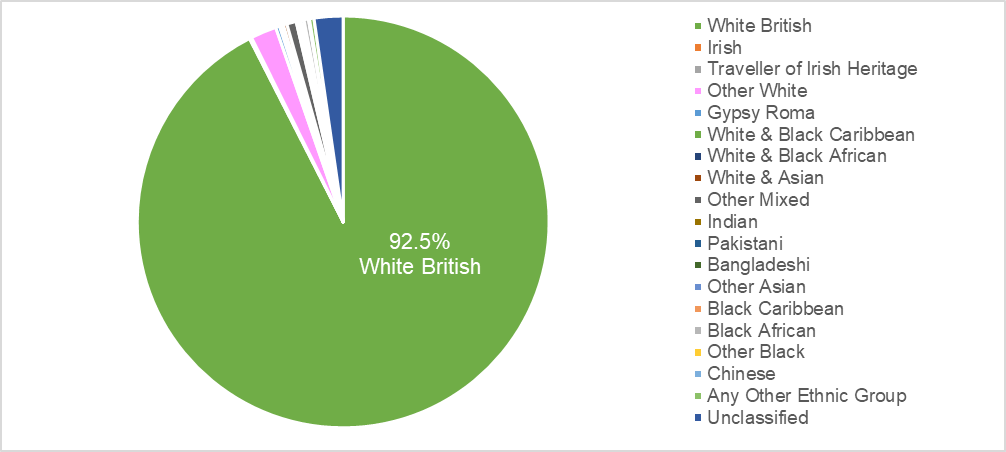 92.5%
White British
White British
Irish
Traveller of Irish Heritage
Other White
Gypsy Roma
White & Black Caribbean
White & Black African
White & Asian
Other Mixed
Indian
Pakistani
Bangladeshi
Other Asian
Black Caribbean
Black African
Other Black
Chinese
Any Other Ethnic Group
Unclassified